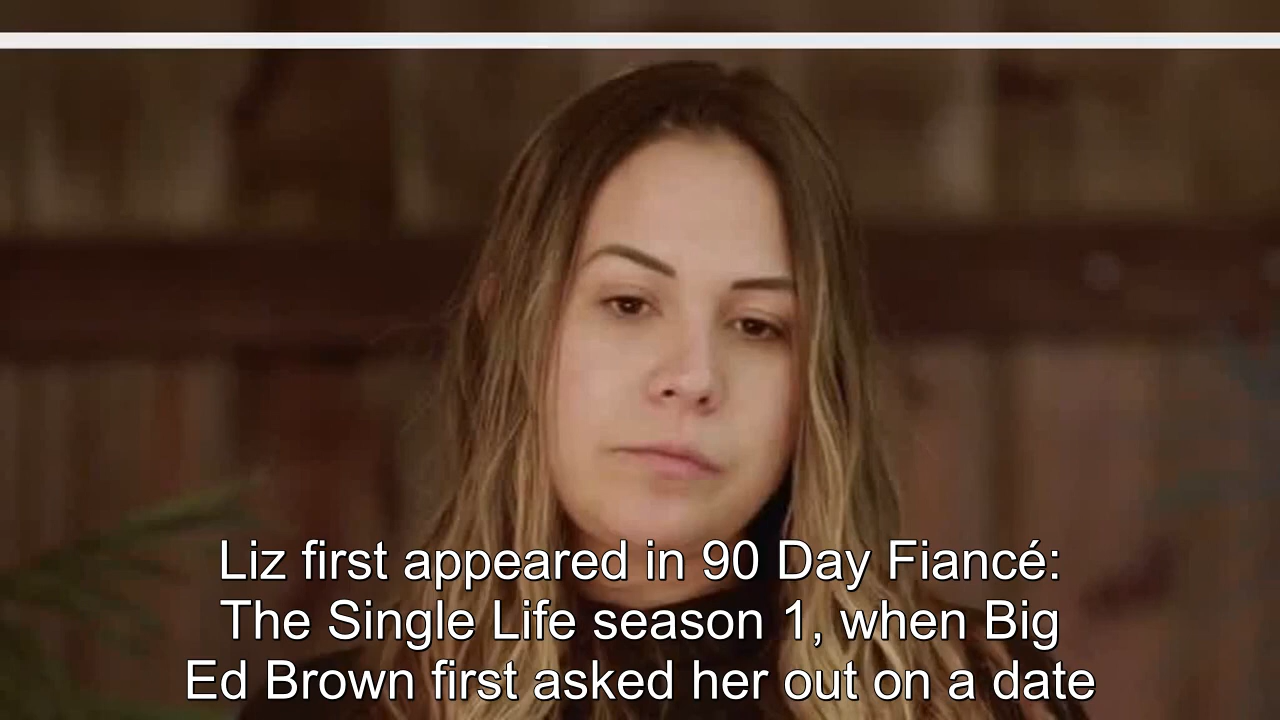 Liz first appeared in 90 Day Fiancé:
The Single Life season 1, when Big
Ed Brown first asked her out on a date